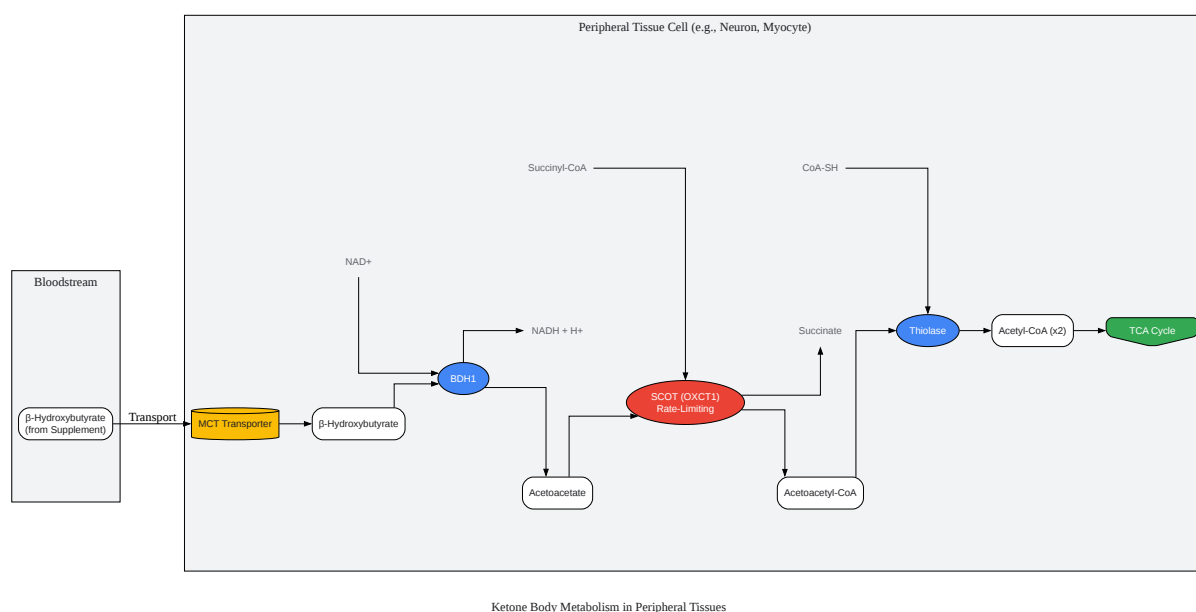 Peripheral Tissue Cell (e.g., Neuron, Myocyte)
Succinyl-CoA
CoA-SH
NAD+
Bloodstream
NADH + H+
Succinate
Thiolase
Acetyl-CoA (x2)
TCA Cycle
BDH1
SCOT (OXCT1)
Rate-Limiting
β-Hydroxybutyrate
(from Supplement)
Transport
MCT Transporter
β-Hydroxybutyrate
Acetoacetate
Acetoacetyl-CoA
Ketone Body Metabolism in Peripheral Tissues